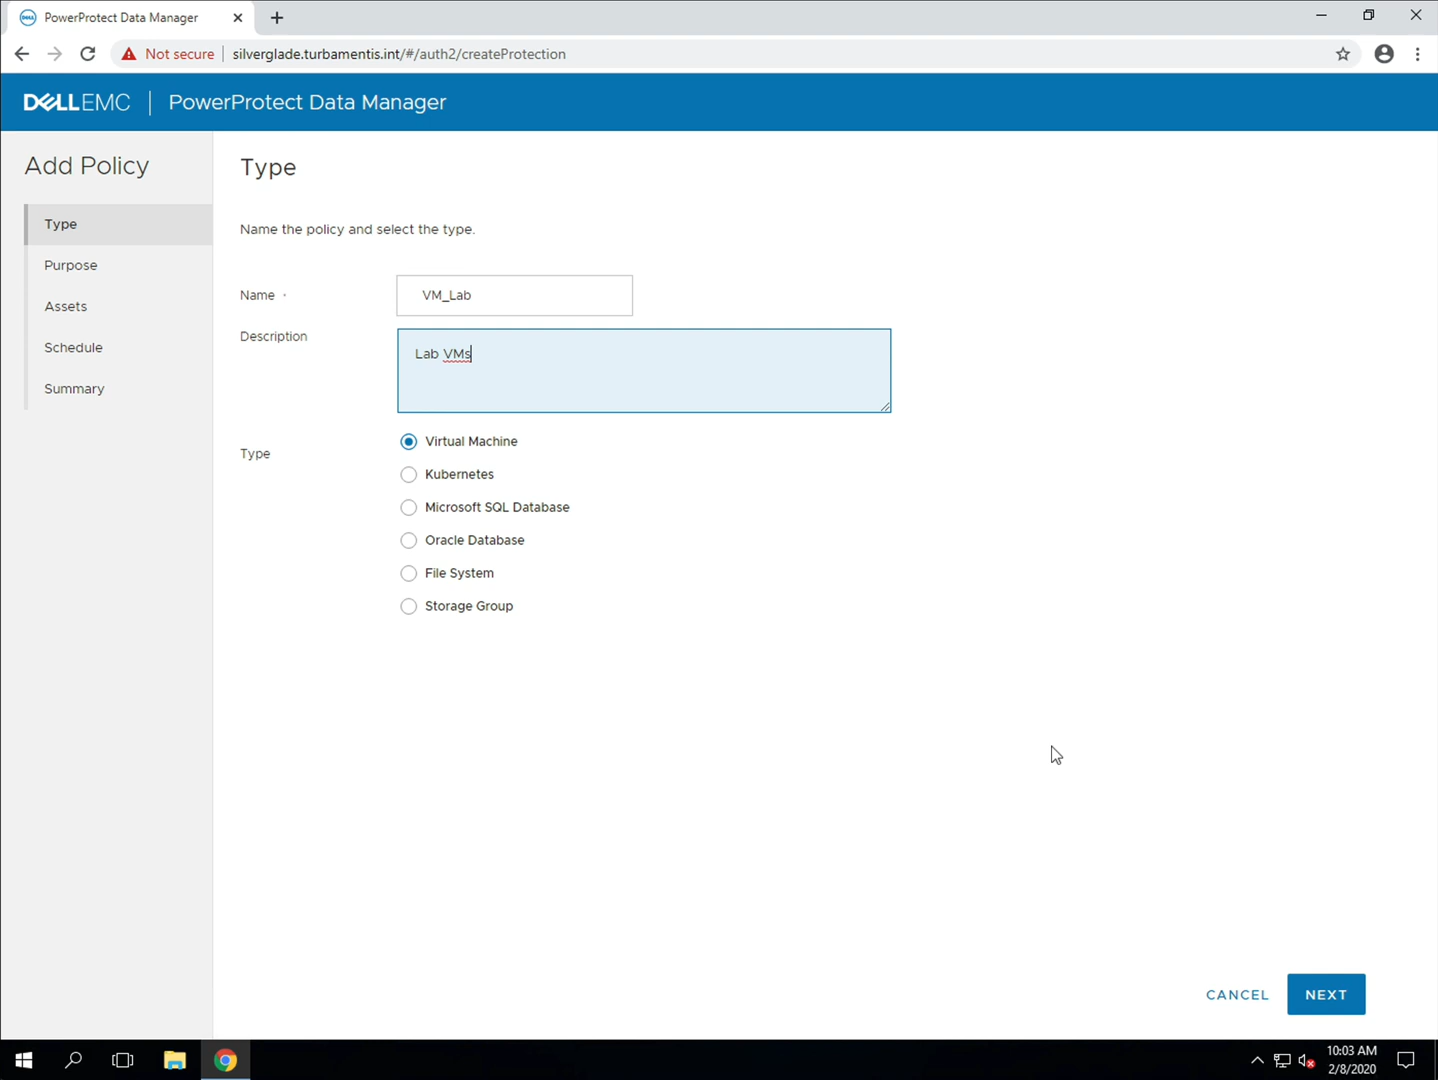 PowerProtect Data Manager
Not secure
silverglade.turbamentis.int/#/auth2/createProtection
DELLEMC | PowerProtect Data Manager
Add Policy
Type
Purpose
Assets
Schedule
Summary
Type
Name the policy and select the type.
Name
VM_Lab
Description
Lab VMs
Type
Virtual Machine
Kubernetes
Microsoft SQL Database
Oracle Database
File System
Storage Group
CANCEL
NEXT
10:03 AM
2/8/2020